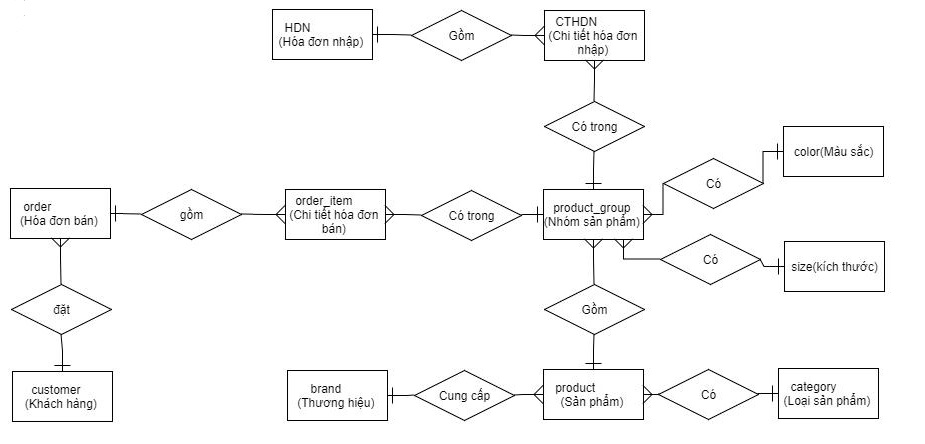 HDN
(Hóa đơn nhập)
Gồm
CTHDN
(Chi tiết hóa đơn
nhập)
Có trong
color(Màu sắc)
Có
order
(Hóa đơn bán)
gồm
order_item
(Chi tiết hóa đơn
bán)
Có trong
product_group
(Nhóm sản phẩm)
Có
size(kích thước)
đặt
Gồm
customer
(Khách hàng)
brand
(Thương hiệu)
Cung cấp
product
(Sản phẩm)
Có
category
(Loại sản phẩm)